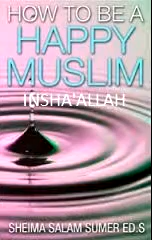 HOW TO BE A
HAPPY
MUSLIM
INSHA'ALLAH
SHEIMA SALAM SUMER ED.S